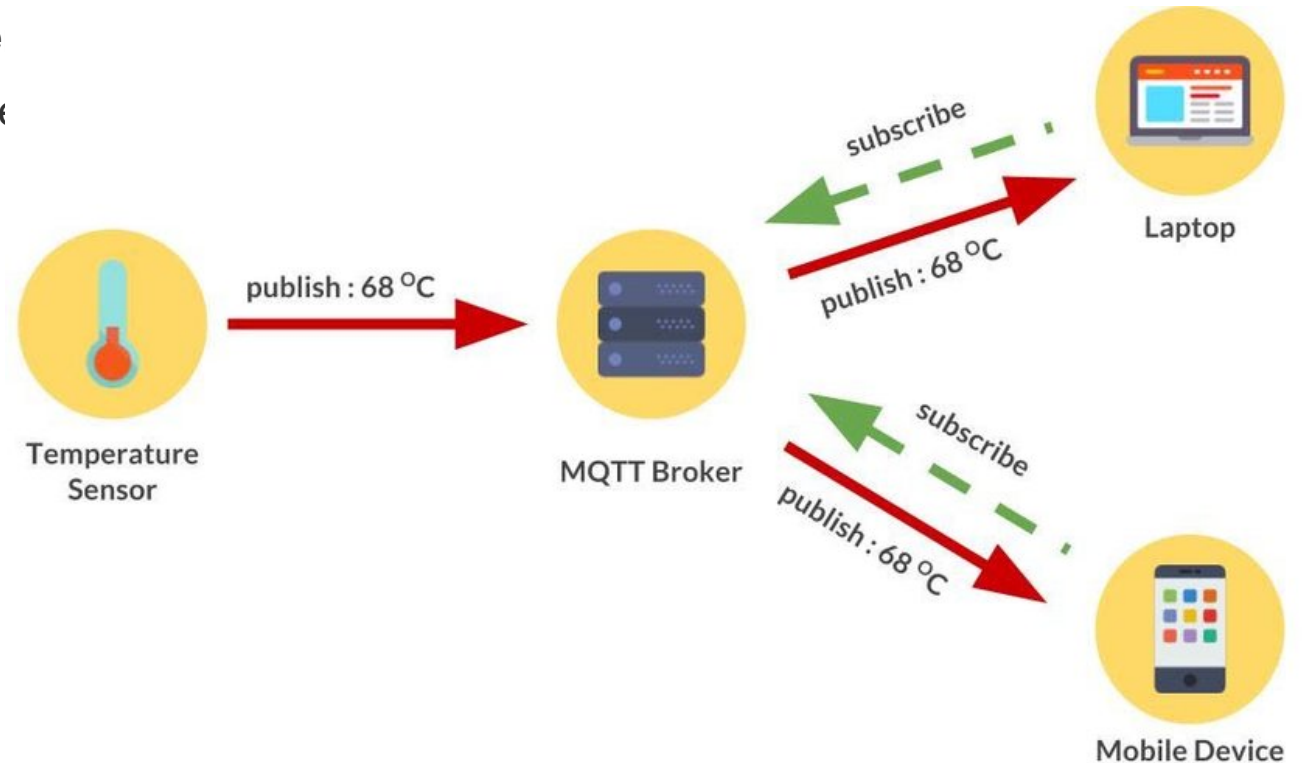 subscribe
Laptop
publish : 68 °C
publish : 68 °C
Temperature
Sensor
MQTT Broker
subscribe
publish : 68 °C
Mobile Device